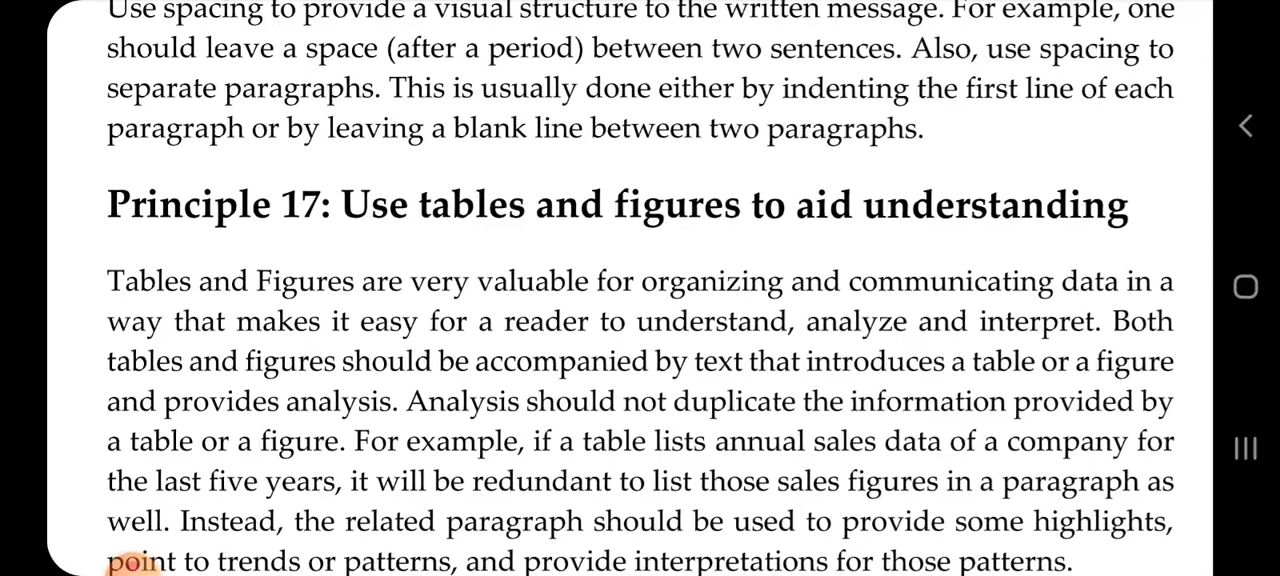 Use spacing to provide a visual structure to the written message. For example, one
should leave a space (after a period) between two sentences. Also, use spacing to
separate paragraphs. This is usually done either by indenting the first line of each
paragraph or by leaving a blank line between two paragraphs.
Principle 17: Use tables and figures to aid understanding
Tables and Figures are very valuable for organizing and communicating data in a
way that makes it easy for a reader to understand, analyze and interpret. Both
tables and figures should be accompanied by text that introduces a table or a figure
and provides analysis. Analysis should not duplicate the information provided by
a table or a figure. For example, if a table lists annual sales data of a company for
the last five years, it will be redundant to list those sales figures in a paragraph as
well. Instead, the related paragraph should be used to provide some highlights,
point to trends or patterns, and provide interpretations for those patterns.